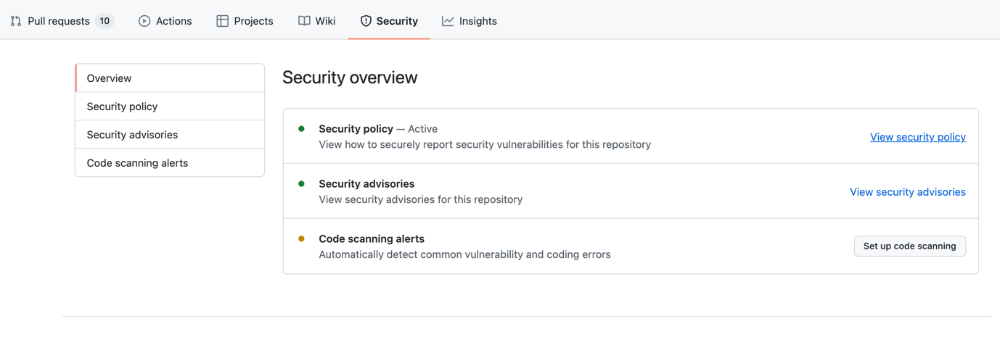 Pull requests 10 Actions Projects Wiki Security Insights
Overview
Security policy
Security advisories
Code scanning alerts
Security overview
Security policy — Active
View how to securely report security vulnerabilities for this repository
View security policy
Security advisories
View security advisories for this repository
View security advisories
Code scanning alerts
Automatically detect common vulnerability and coding errors
Set up code scanning